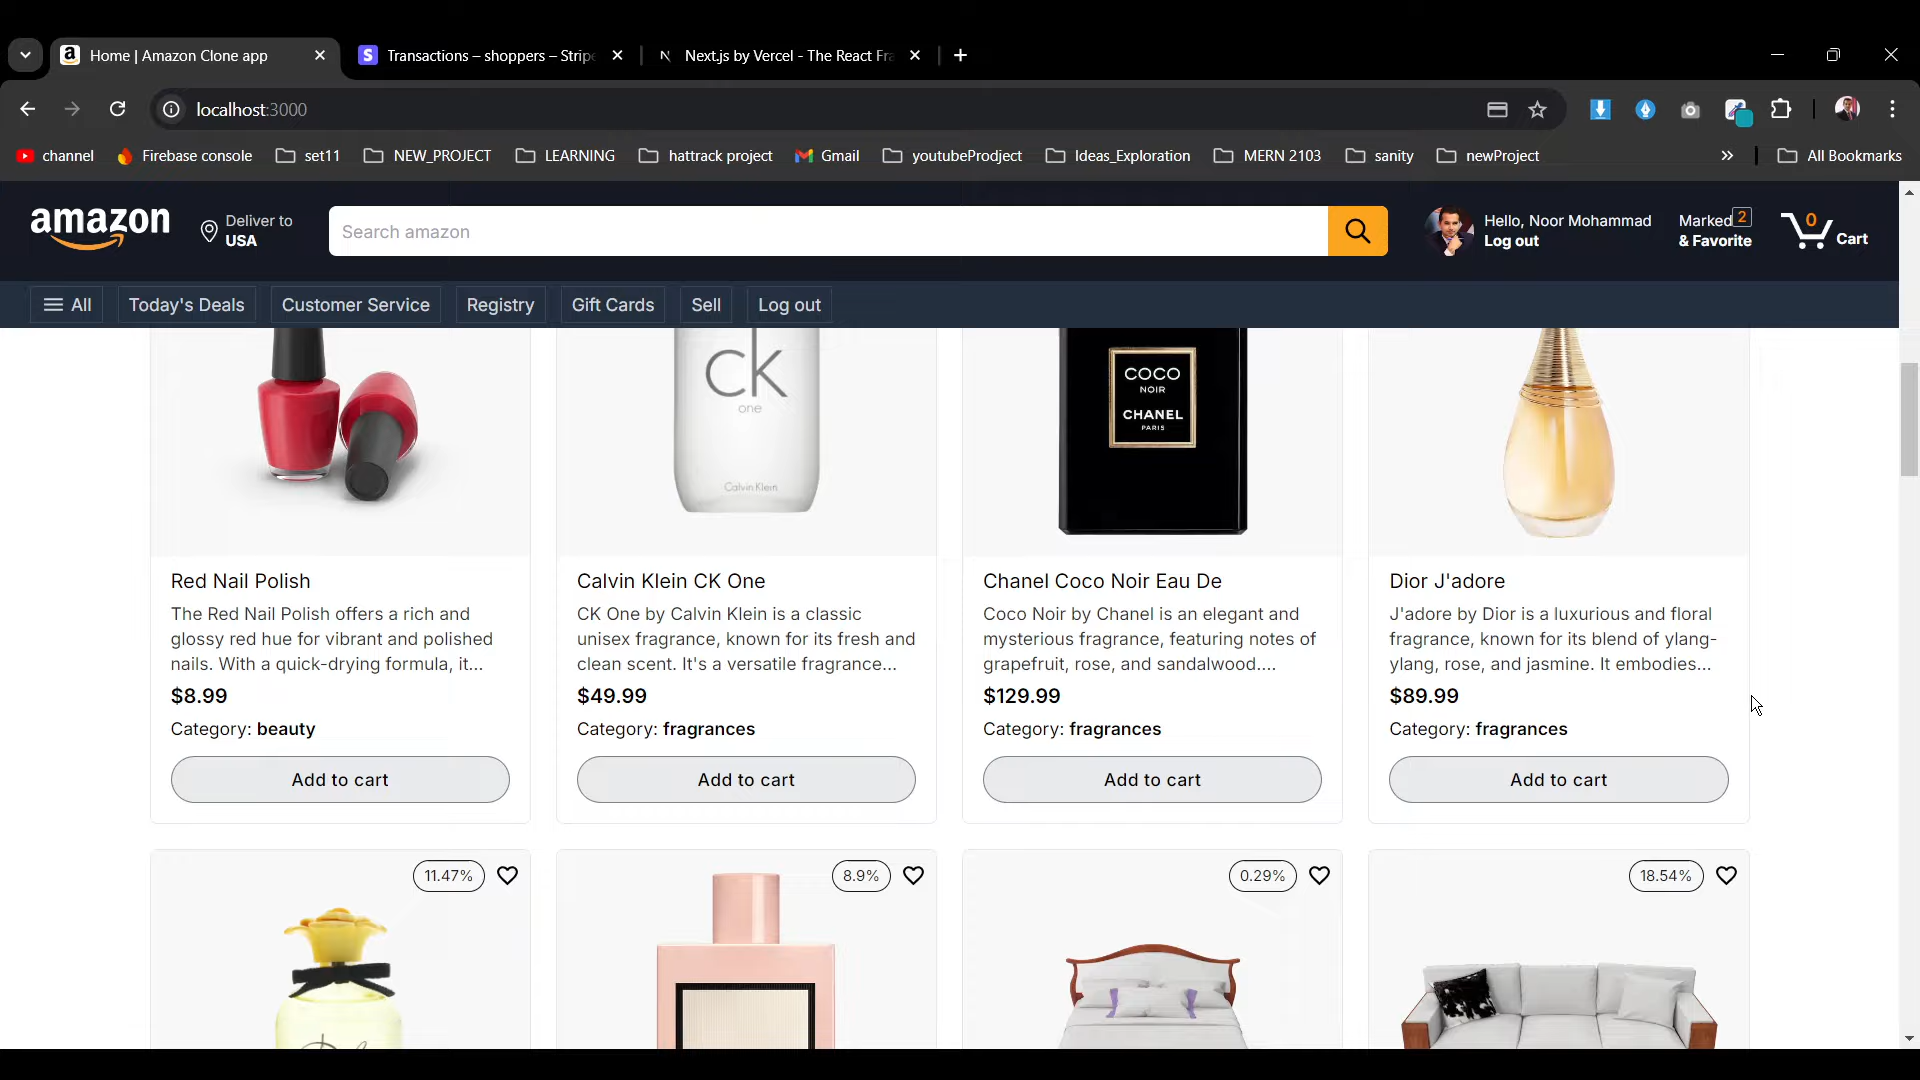 Home | Amazon Clone app
Transactions – shoppers – Strip
Next.js by Vercel - The React Fra
localhost:3000
channel
Firebase console
set11
NEW_PROJECT
LEARNING
hattrack project
Gmail
youtubeProdject
Ideas_Exploration
MERN 2103
sanity
newProject
All Bookmarks
amazon
Deliver to
USA
Search amazon
Hello, Noor Mohammad
Log out
Marked 2
& Favorite
0
Cart
All
Today's Deals
Customer Service
Registry
Gift Cards
Sell
Log out
ck
one
Calvin Klein
COCO
NOIR
CHANEL
PARIS
Red Nail Polish
The Red Nail Polish offers a rich and
glossy red hue for vibrant and polished
nails. With a quick-drying formula, it...
$8.99
Category: beauty
Add to cart
Calvin Klein CK One
CK One by Calvin Klein is a classic
unisex fragrance, known for its fresh and
clean scent. It's a versatile fragrance...
$49.99
Category: fragrances
Add to cart
Chanel Coco Noir Eau De
Coco Noir by Chanel is an elegant and
mysterious fragrance, featuring notes of
grapefruit, rose, and sandalwood....
$129.99
Category: fragrances
Add to cart
Dior J'adore
J'adore by Dior is a luxurious and floral
fragrance, known for its blend of ylang-
ylang, rose, and jasmine. It embodies...
$89.99
Category: fragrances
Add to cart
11.47%
8.9%
0.29%
18.54%